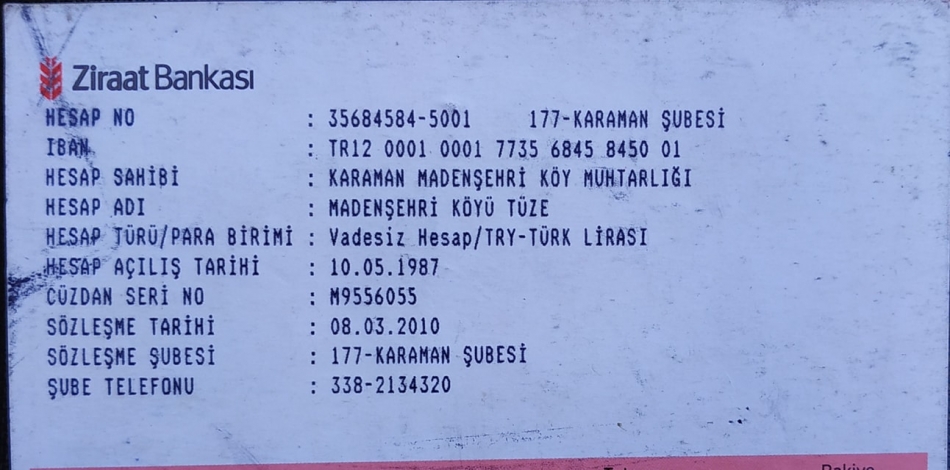 Ziraat Bankası
HESAP NO : 35684584-5001 177-KARAMAN ŞUBESİ
IBAN : TR12 0001 0001 7735 6845 8450 01
HESAP SAHİBİ : KARAMAN MADENŞEHRİ KÖY MUHTARLIĞI
HESAP ADI : MADENŞEHRİ KÖYÜ TÜZE
HESAP TÜRÜ/PARA BİRİMİ : Vadesiz Hesap/TRY-TÜRK LİRASI
HESAP AÇILIŞ TARİHİ : 10.05.1987
CÜZDAN SERİ NO : M9556055
SÖZLEŞME TARİHİ : 08.03.2010
SÖZLEŞME ŞUBESİ : 177-KARAMAN ŞUBESİ
ŞUBE TELEFONU : 338-2134320